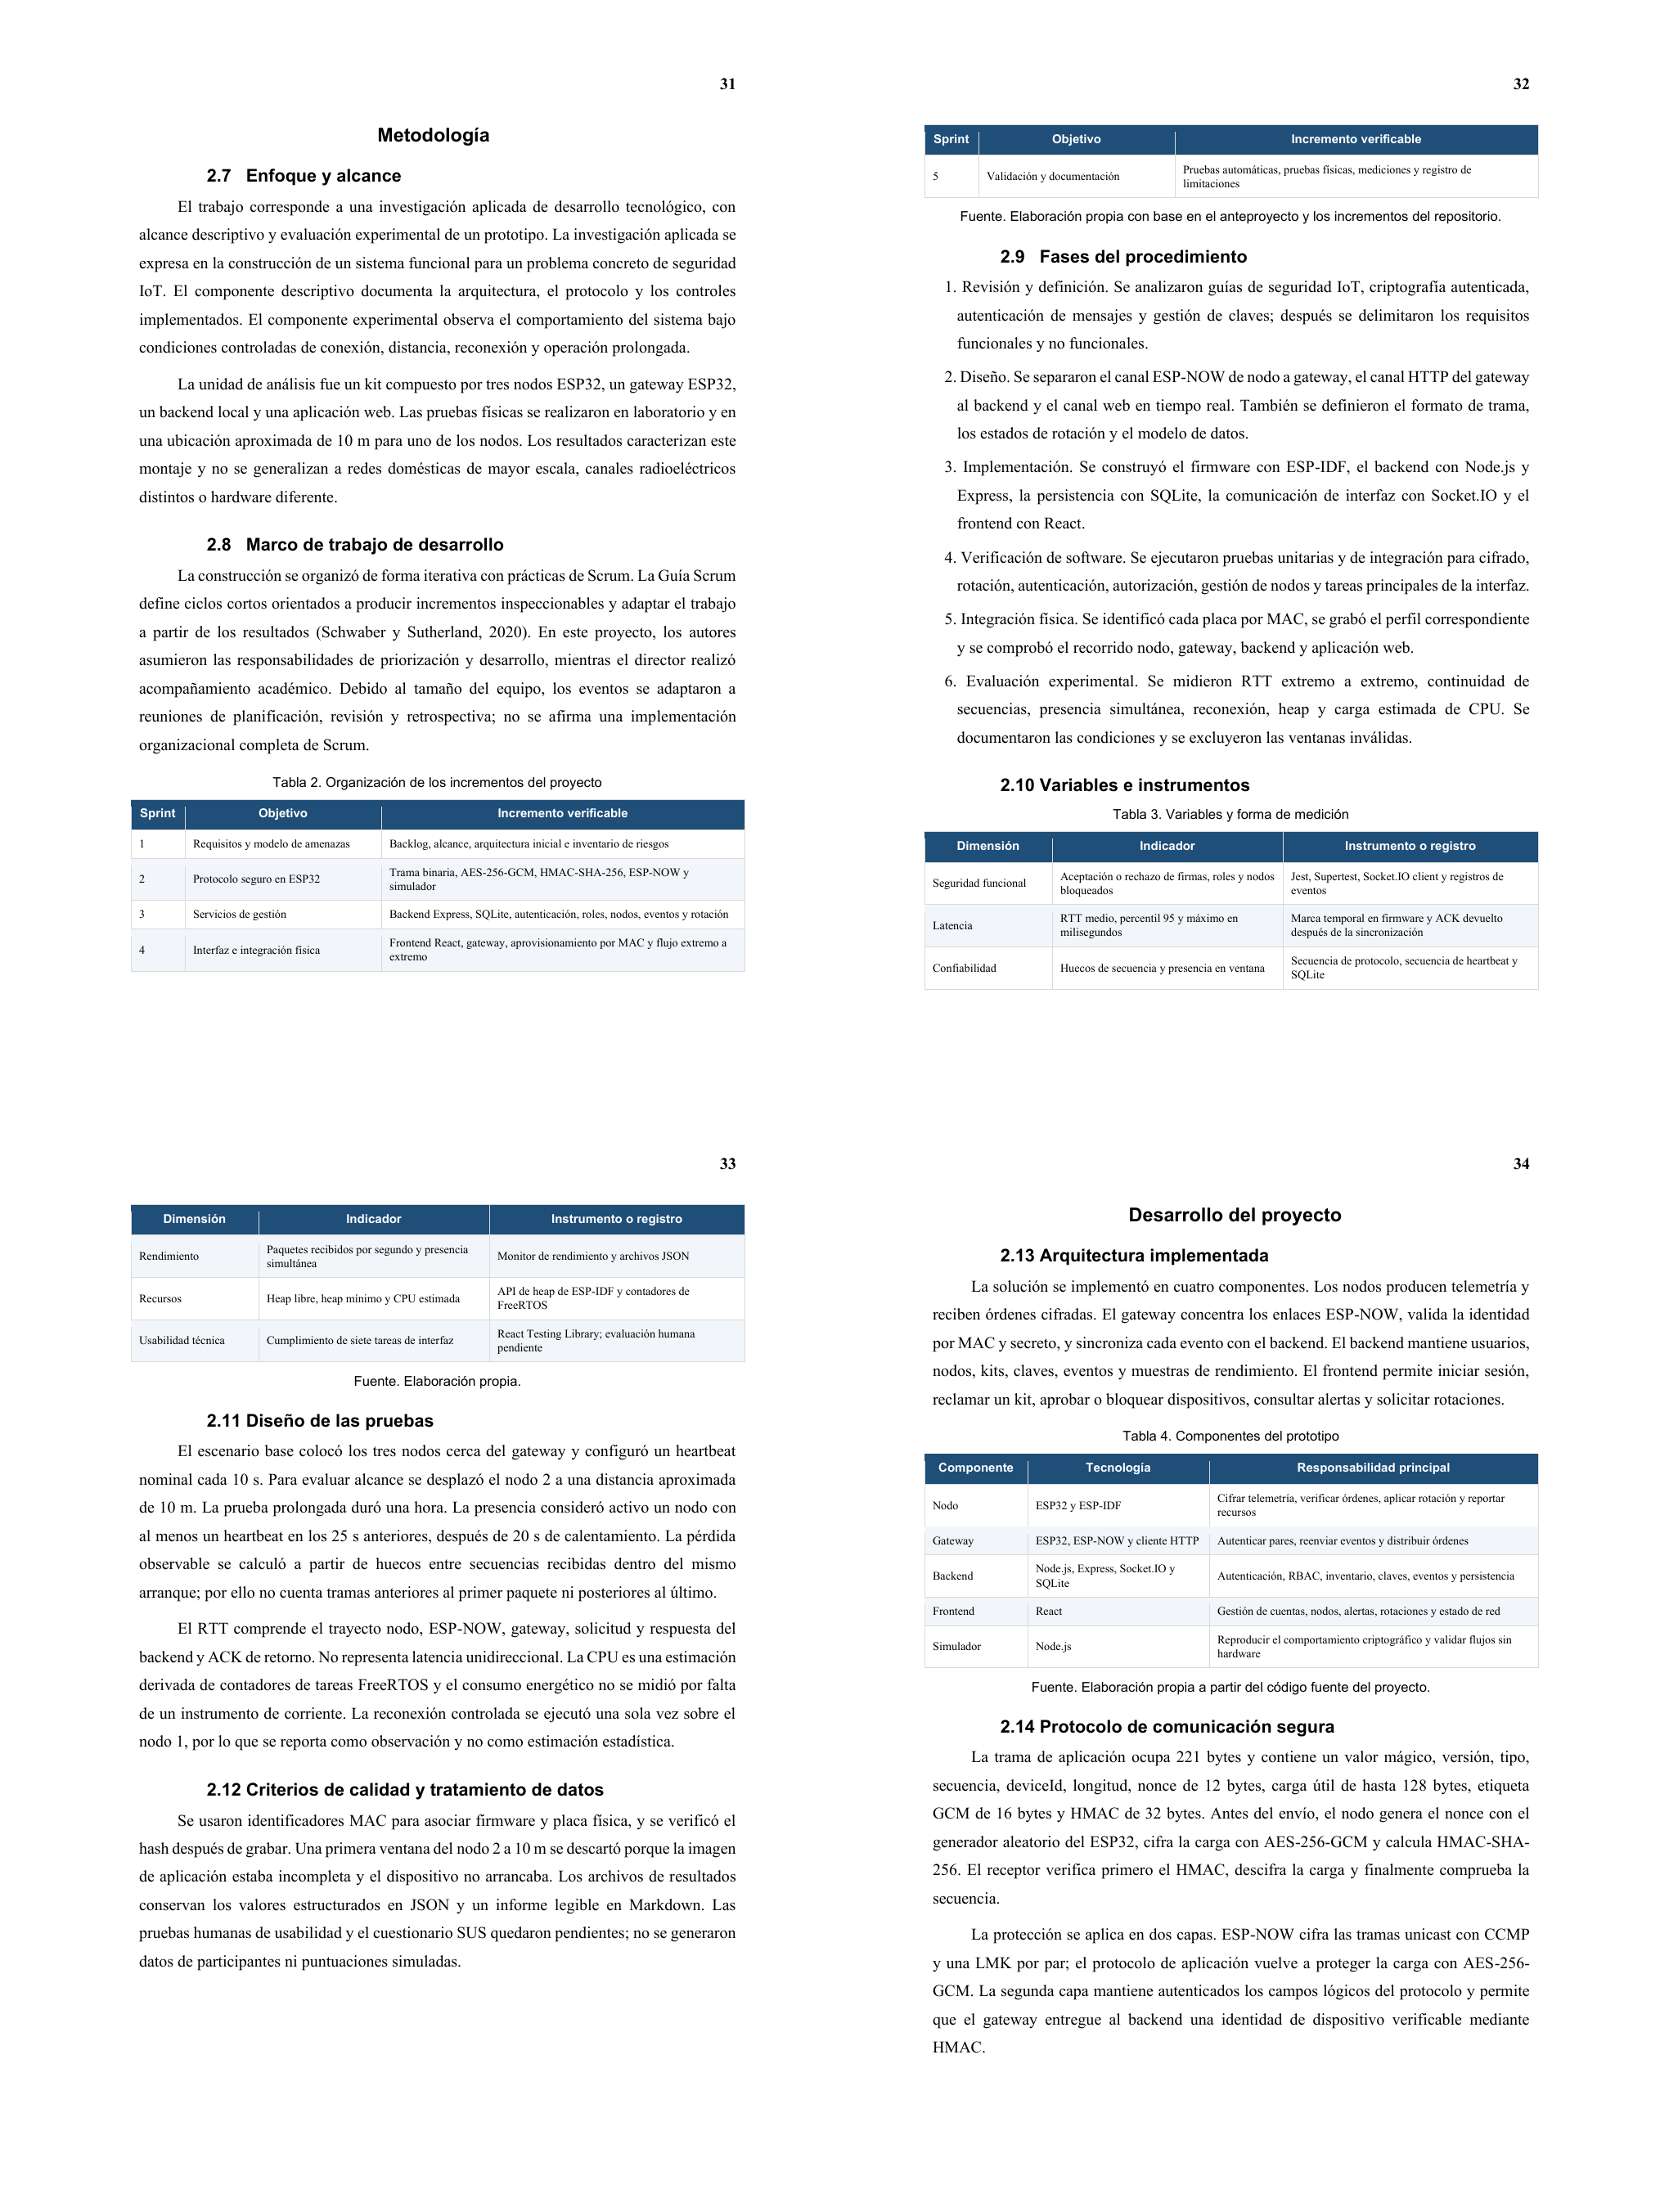 31
Metodología
2.7 Enfoque y alcance
El trabajo corresponde a una investigación aplicada de desarrollo tecnológico, con
alcance descriptivo y evaluación experimental de un prototipo. La investigación aplicada se
expresa en la construcción de un sistema funcional para un problema concreto de seguridad
IoT. El componente descriptivo documenta la arquitectura, el protocolo y los controles
implementados. El componente experimental observa el comportamiento del sistema bajo
condiciones controladas de conexión, distancia, reconexión y operación prolongada.
La unidad de análisis fue un kit compuesto por tres nodos ESP32, un gateway ESP32,
un backend local y una aplicación web. Las pruebas físicas se realizaron en laboratorio y en
una ubicación aproximada de 10 m para uno de los nodos. Los resultados caracterizan este
montaje y no se generalizan a redes domésticas de mayor escala, canales radioeléctricos
distintos o hardware diferente.
2.8 Marco de trabajo de desarrollo
La construcción se organizó de forma iterativa con prácticas de Scrum. La Guía Scrum
define ciclos cortos orientados a producir incrementos inspeccionables y adaptar el trabajo
a partir de los resultados (Schwaber y Sutherland, 2020). En este proyecto, los autores
asumieron las responsabilidades de priorización y desarrollo, mientras el director realizó
acompañamiento académico. Debido al tamaño del equipo, los eventos se adaptaron a
reuniones de planificación, revisión y retrospectiva; no se afirma una implementación
organizacional completa de Scrum.
Tabla 2. Organización de los incrementos del proyecto
Sprint Objetivo Incremento verificable
1 Requisitos y modelo de amenazas Backlog, alcance, arquitectura inicial e inventario de riesgos
2 Protocolo seguro en ESP32 Trama binaria, AES-256-GCM, HMAC-SHA-256, ESP-NOW y
simulador
3 Servicios de gestión Backend Express, SQLite, autenticación, roles, nodos, eventos y rotación
4 Interfaz e integración física Frontend React, gateway, aprovisionamiento por MAC y flujo extremo a
extremo
32
Sprint Objetivo Incremento verificable
5 Validación y documentación Pruebas automáticas, pruebas físicas, mediciones y registro de
limitaciones
Fuente. Elaboración propia con base en el anteproyecto y los incrementos del repositorio.
2.9 Fases del procedimiento
1. Revisión y definición. Se analizaron guías de seguridad IoT, criptografía autenticada,
autenticación de mensajes y gestión de claves; después se delimitaron los requisitos
funcionales y no funcionales.
2. Diseño. Se separaron el canal ESP-NOW de nodo a gateway, el canal HTTP del gateway
al backend y el canal web en tiempo real. También se definieron el formato de trama,
los estados de rotación y el modelo de datos.
3. Implementación. Se construyó el firmware con ESP-IDF, el backend con Node.js y
Express, la persistencia con SQLite, la comunicación de interfaz con Socket.IO y el
frontend con React.
4. Verificación de software. Se ejecutaron pruebas unitarias y de integración para cifrado,
rotación, autenticación, autorización, gestión de nodos y tareas principales de la interfaz.
5. Integración física. Se identificó cada placa por MAC, se grabó el perfil correspondiente
y se comprobó el recorrido nodo, gateway, backend y aplicación web.
6. Evaluación experimental. Se midieron RTT extremo a extremo, continuidad de
secuencias, presencia simultánea, reconexión, heap y carga estimada de CPU. Se
documentaron las condiciones y se excluyeron las ventanas inválidas.
2.10 Variables e instrumentos
Tabla 3. Variables y forma de medición
Dimensión Indicador Instrumento o registro
Seguridad funcional Aceptación o rechazo de firmas, roles y nodos
bloqueados Jest, Supertest, Socket.IO client y registros de
eventos
Latencia RTT medio, percentil 95 y máximo en
milisegundos Marca temporal en firmware y ACK devuelto
después de la sincronización
Confiabilidad Huecos de secuencia y presencia en ventana Secuencia de protocolo, secuencia de heartbeat y
SQLite
33
Dimensión Indicador Instrumento o registro
Rendimiento Paquetes recibidos por segundo y presencia
simultánea Monitor de rendimiento y archivos JSON
Recursos Heap libre, heap mínimo y CPU estimada API de heap de ESP-IDF y contadores de
FreeRTOS
Usabilidad técnica Cumplimiento de siete tareas de interfaz React Testing Library; evaluación humana
pendiente
Fuente. Elaboración propia.
2.11 Diseño de las pruebas
El escenario base colocó los tres nodos cerca del gateway y configuró un heartbeat
nominal cada 10 s. Para evaluar alcance se desplazó el nodo 2 a una distancia aproximada
de 10 m. La prueba prolongada duró una hora. La presencia consideró activo un nodo con
al menos un heartbeat en los 25 s anteriores, después de 20 s de calentamiento. La pérdida
observable se calculó a partir de huecos entre secuencias recibidas dentro del mismo
arranque; por ello no cuenta tramas anteriores al primer paquete ni posteriores al último.
El RTT comprende el trayecto nodo, ESP-NOW, gateway, solicitud y respuesta del
backend y ACK de retorno. No representa latencia unidireccional. La CPU es una estimación
derivada de contadores de tareas FreeRTOS y el consumo energético no se midió por falta
de un instrumento de corriente. La reconexión controlada se ejecutó una sola vez sobre el
nodo 1, por lo que se reporta como observación y no como estimación estadística.
2.12 Criterios de calidad y tratamiento de datos
Se usaron identificadores MAC para asociar firmware y placa física, y se verificó el
hash después de grabar. Una primera ventana del nodo 2 a 10 m se descartó porque la imagen
de aplicación estaba incompleta y el dispositivo no arrancaba. Los archivos de resultados
conservan los valores estructurados en JSON y un informe legible en Markdown. Las
pruebas humanas de usabilidad y el cuestionario SUS quedaron pendientes; no se generaron
datos de participantes ni puntuaciones simuladas.
34
Desarrollo del proyecto
2.13 Arquitectura implementada
La solución se implementó en cuatro componentes. Los nodos producen telemetría y
reciben órdenes cifradas. El gateway concentra los enlaces ESP-NOW, valida la identidad
por MAC y secreto, y sincroniza cada evento con el backend. El backend mantiene usuarios,
nodos, kits, claves, eventos y muestras de rendimiento. El frontend permite iniciar sesión,
reclamar un kit, aprobar o bloquear dispositivos, consultar alertas y solicitar rotaciones.
Tabla 4. Componentes del prototipo
Componente Tecnología Responsabilidad principal
Nodo ESP32 y ESP-IDF Cifrar telemetría, verificar órdenes, aplicar rotación y reportar
recursos
Gateway ESP32, ESP-NOW y cliente HTTP Autenticar pares, reenviar eventos y distribuir órdenes
Backend Node.js, Express, Socket.IO y
SQLite Autenticación, RBAC, inventario, claves, eventos y persistencia
Frontend React Gestión de cuentas, nodos, alertas, rotaciones y estado de red
Simulador Node.js Reproducir el comportamiento criptográfico y validar flujos sin
hardware
Fuente. Elaboración propia a partir del código fuente del proyecto.
2.14 Protocolo de comunicación segura
La trama de aplicación ocupa 221 bytes y contiene un valor mágico, versión, tipo,
secuencia, deviceId, longitud, nonce de 12 bytes, carga útil de hasta 128 bytes, etiqueta
GCM de 16 bytes y HMAC de 32 bytes. Antes del envío, el nodo genera el nonce con el
generador aleatorio del ESP32, cifra la carga con AES-256-GCM y calcula HMAC-SHA-
256. El receptor verifica primero el HMAC, descifra la carga y finalmente comprueba la
secuencia.
La protección se aplica en dos capas. ESP-NOW cifra las tramas unicast con CCMP
y una LMK por par; el protocolo de aplicación vuelve a proteger la carga con AES-256-
GCM. La segunda capa mantiene autenticados los campos lógicos del protocolo y permite
que el gateway entregue al backend una identidad de dispositivo verificable mediante
HMAC.